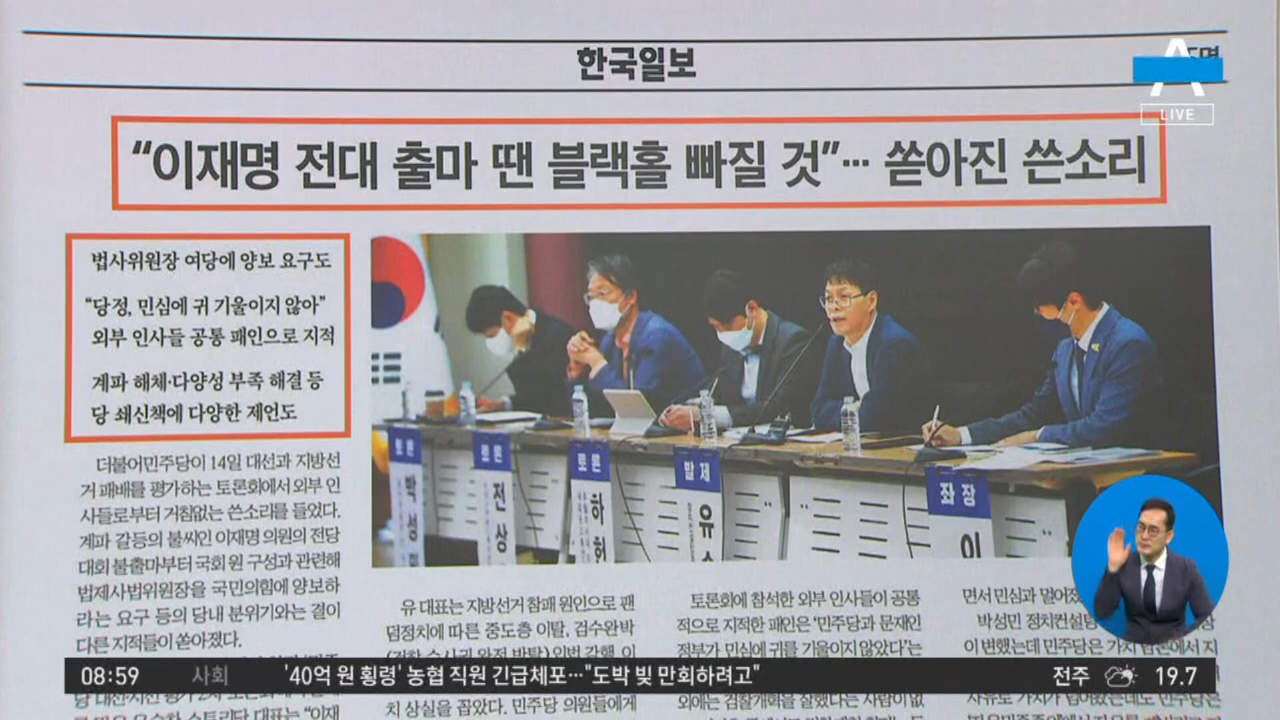 한국일보
LIVE
“이재명 전대 출마 땐 블랙홀 빠질 것”… 쏟아진 쓴소리
법사위원장 여당에 양보 요구도
“당정, 민심에 귀 기울이지 않아”
외부 인사들 공통 패인으로 지적
계파 해체·다양성 부족 해결 등
당 쇄신책에 다양한 제언도
더불어민주당이 14일 대선과 지방선
거 패배를 평가하는 토론회에서 외부 인
사들로부터 거침없는 쓴소리를 들었다.
계파 갈등의 불씨인 이재명 의원의 전당
대회 불출마부터 국회 원 구성과 관련해
법제사법위원장을 국민의힘에 양보하
라는 요구 등의 당내 분위기와는 결이
다른 지적들이 쏟아졌다.
토론
토론
전상
토론
하헌
발제
유승
좌장
이
유 대표는 지방선거 참패 원인으로 팬
덤정치에 따른 중도층 이탈, 검수완박
치 상실을 꼽았다. 민주당 의원들에게
토론회에 참석한 외부 인사들이 공통
적으로 지적한 패인은 ‘민주당과 문재인
정부가 민심에 귀를 기울이지 않았다’는
면서 민심과 멀어졌
박성민 정치컨설팅
08:59 사회 '40억 원 횡령' 농협 직원 긴급체포…"도박 빚 만회하려고" 전주 19.7